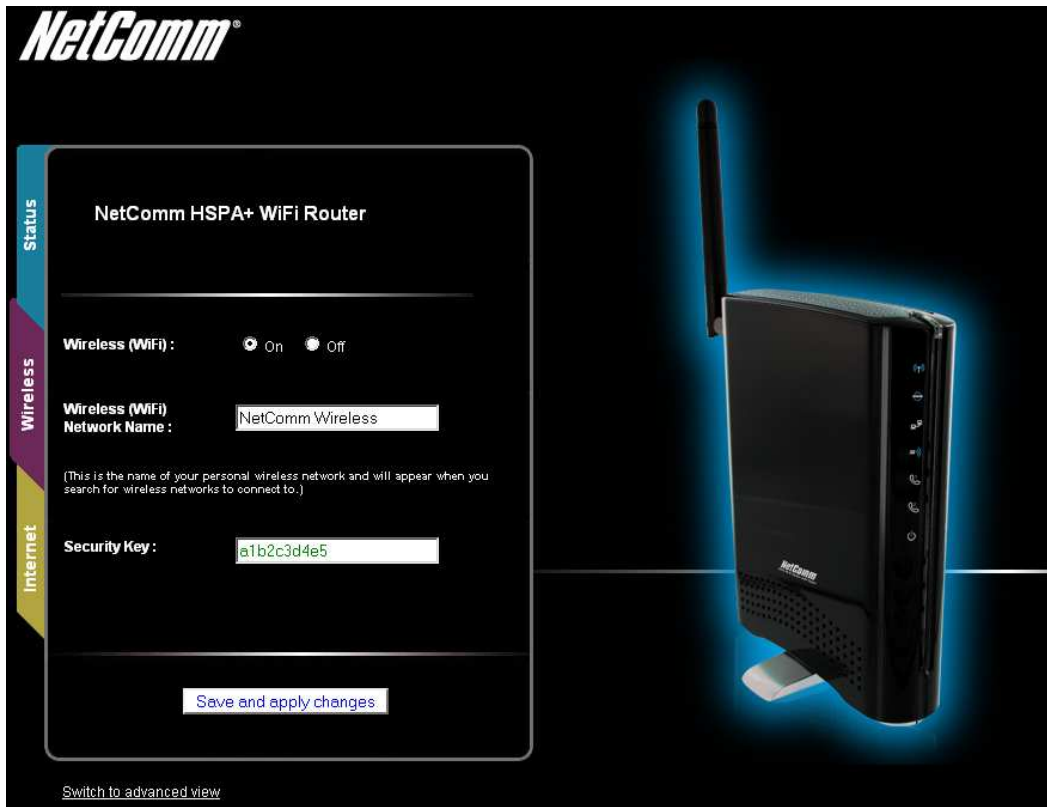 NetComm®
Status
NetComm HSPA+ WiFi Router
Wireless (WiFi) :
On
Off
Wireless
Wireless (WiFi)
Network Name :
NetComm Wireless
(This is the name of your personal wireless network and will appear when you
search for wireless networks to connect to.)
Internet
Security Key :
a1b2c3d4e5
NetComm
Save and apply changes
Switch to advanced view